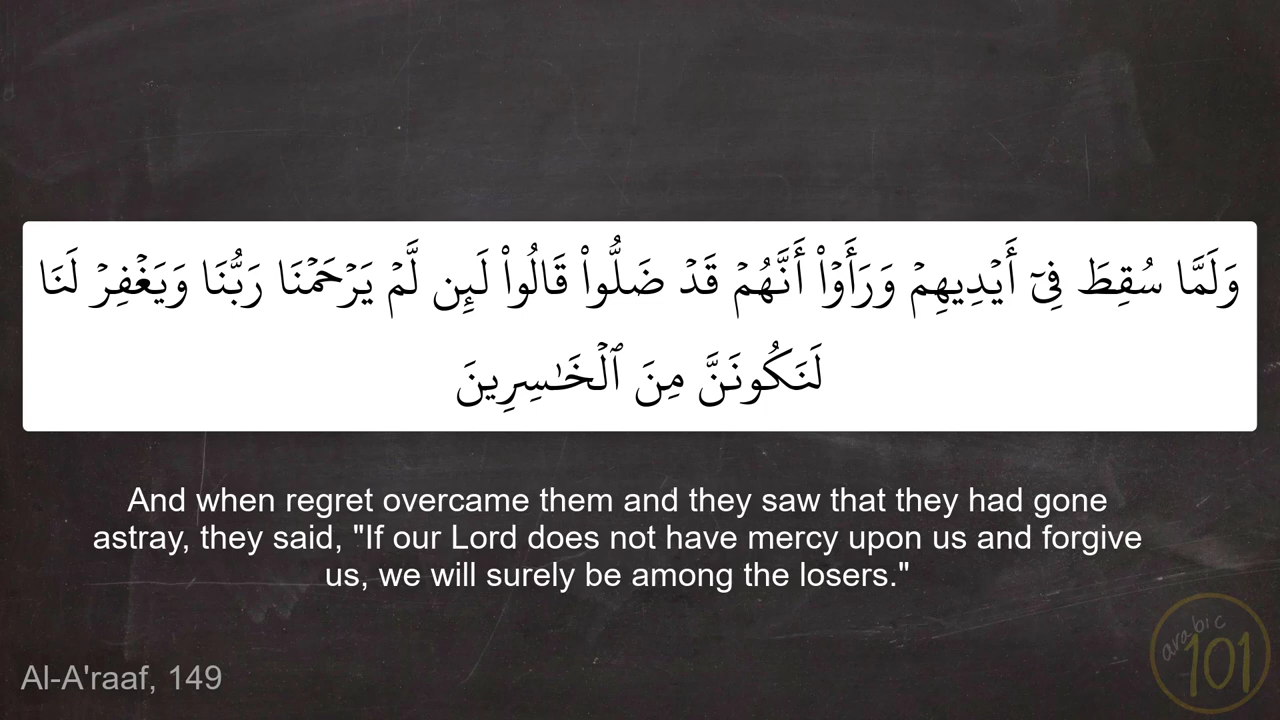 وَلَمَّا سُقِطَ فِىٓ أَيۡدِيهِمۡ وَرَأَوۡا۟ أَنَّهُمۡ قَدۡ ضَلُّوا۟ قَالُوا۟ لَئِن لَّمۡ يَرۡحَمۡنَا رَبُّنَا وَيَغۡفِرۡ لَنَا
لَنَكُونَنَّ مِنَ ٱلۡخَـٰسِرِينَ
And when regret overcame them and they saw that they had gone
astray, they said, "If our Lord does not have mercy upon us and forgive
us, we will surely be among the losers."
Al-A'raaf, 149
arabic
101